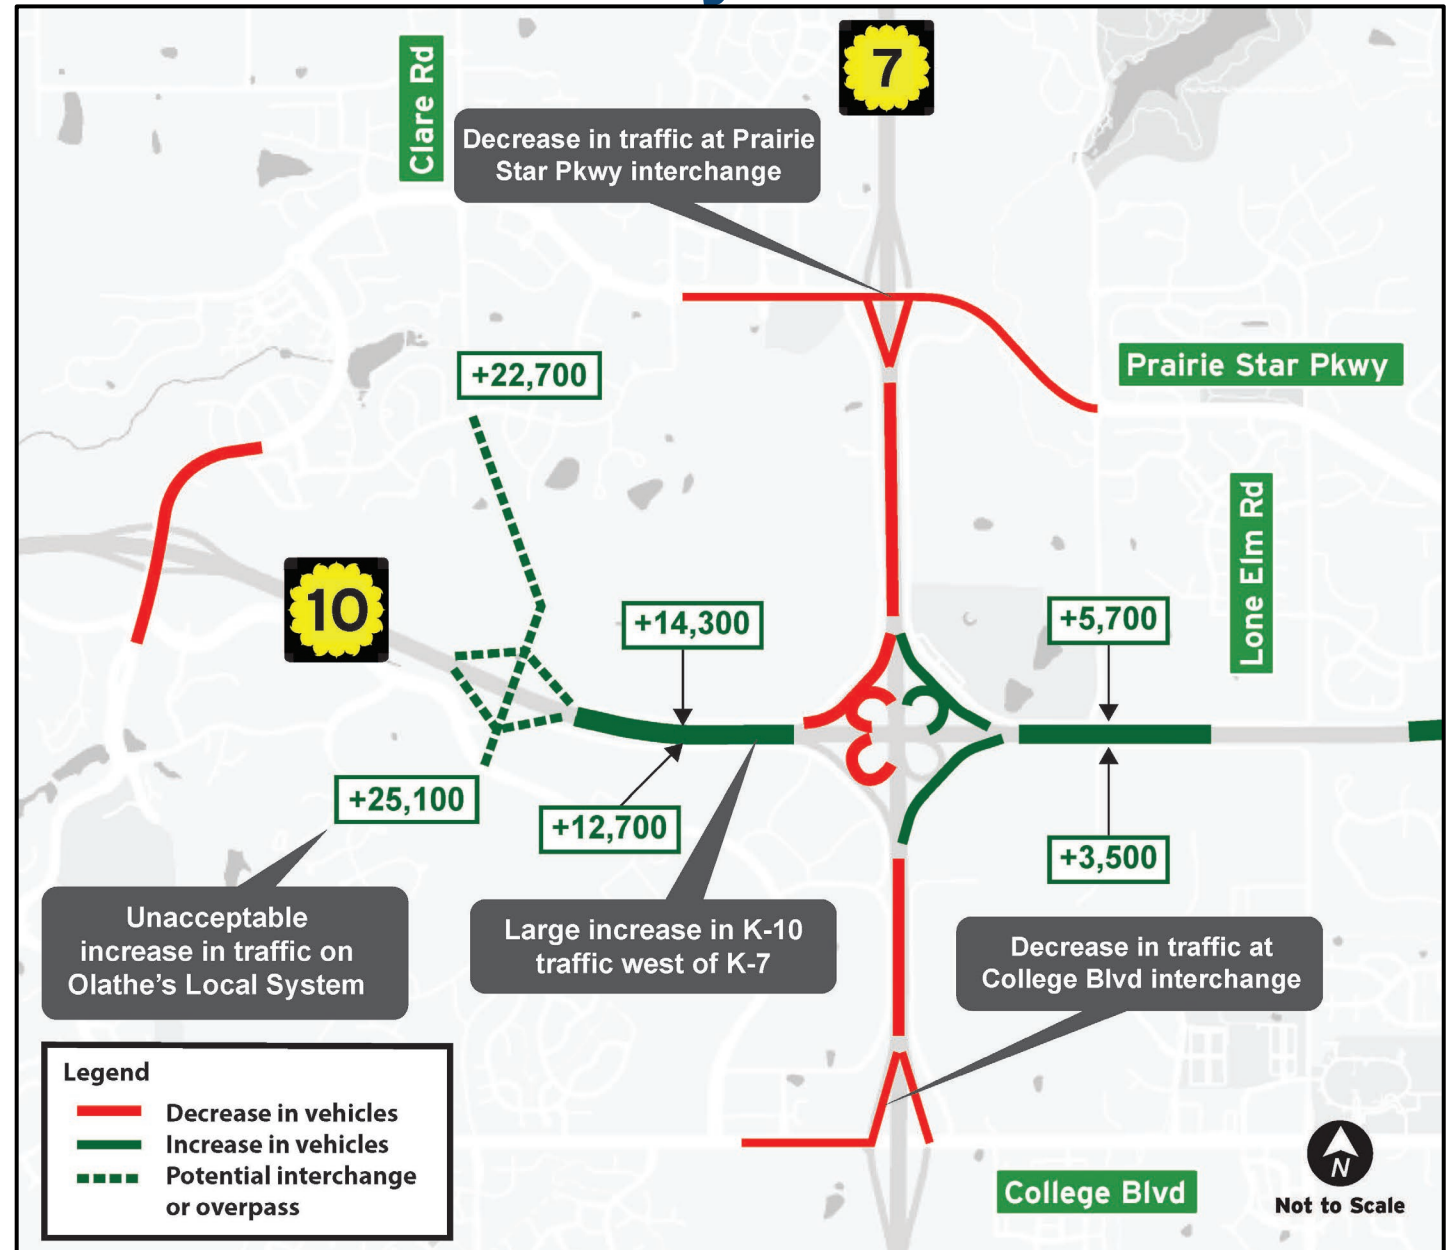 7
Clare Rd
Decrease in traffic at Prairie
Star Pkwy interchange
Prairie Star Pkwy
+22,700
Lone Elm Rd
10
+14,300
+5,700
+25,100
+12,700
+3,500
Unacceptable
increase in traffic on
Olathe's Local System
Large increase in K-10
traffic west of K-7
Decrease in traffic at
College Blvd interchange
Legend
Decrease in vehicles
Increase in vehicles
Potential interchange
or overpass
College Blvd
N
Not to Scale